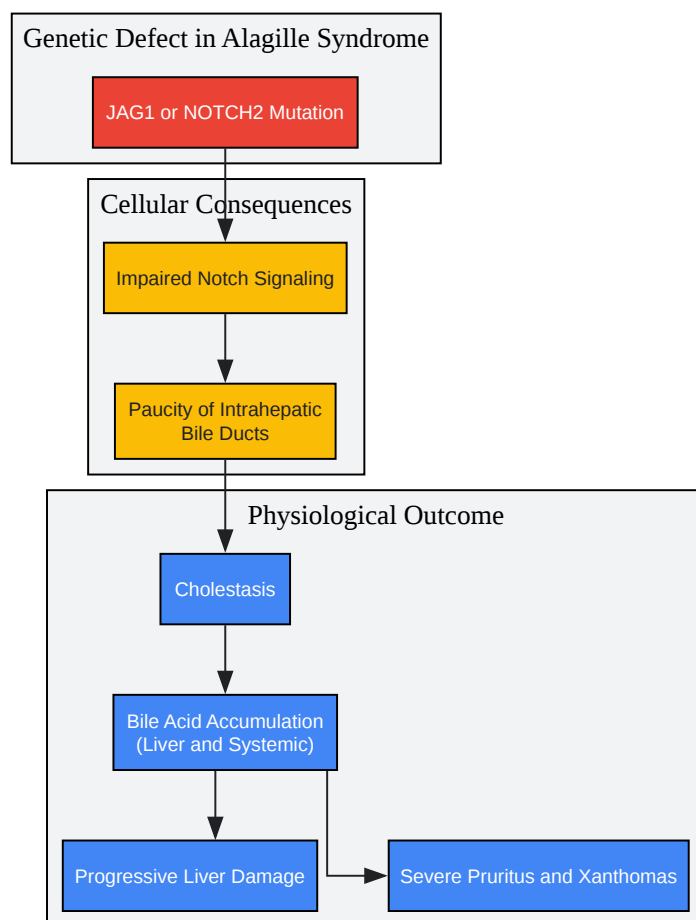 Genetic Defect in Alagille Syndrome
JAG1 or NOTCH2 Mutation
Cellular Consequences
Impaired Notch Signaling
Paucity of Intrahepatic
Bile Ducts
Physiological Outcome
Cholestasis
Bile Acid Accumulation
(Liver and Systemic)
Progressive Liver Damage
Severe Pruritus and Xanthomas